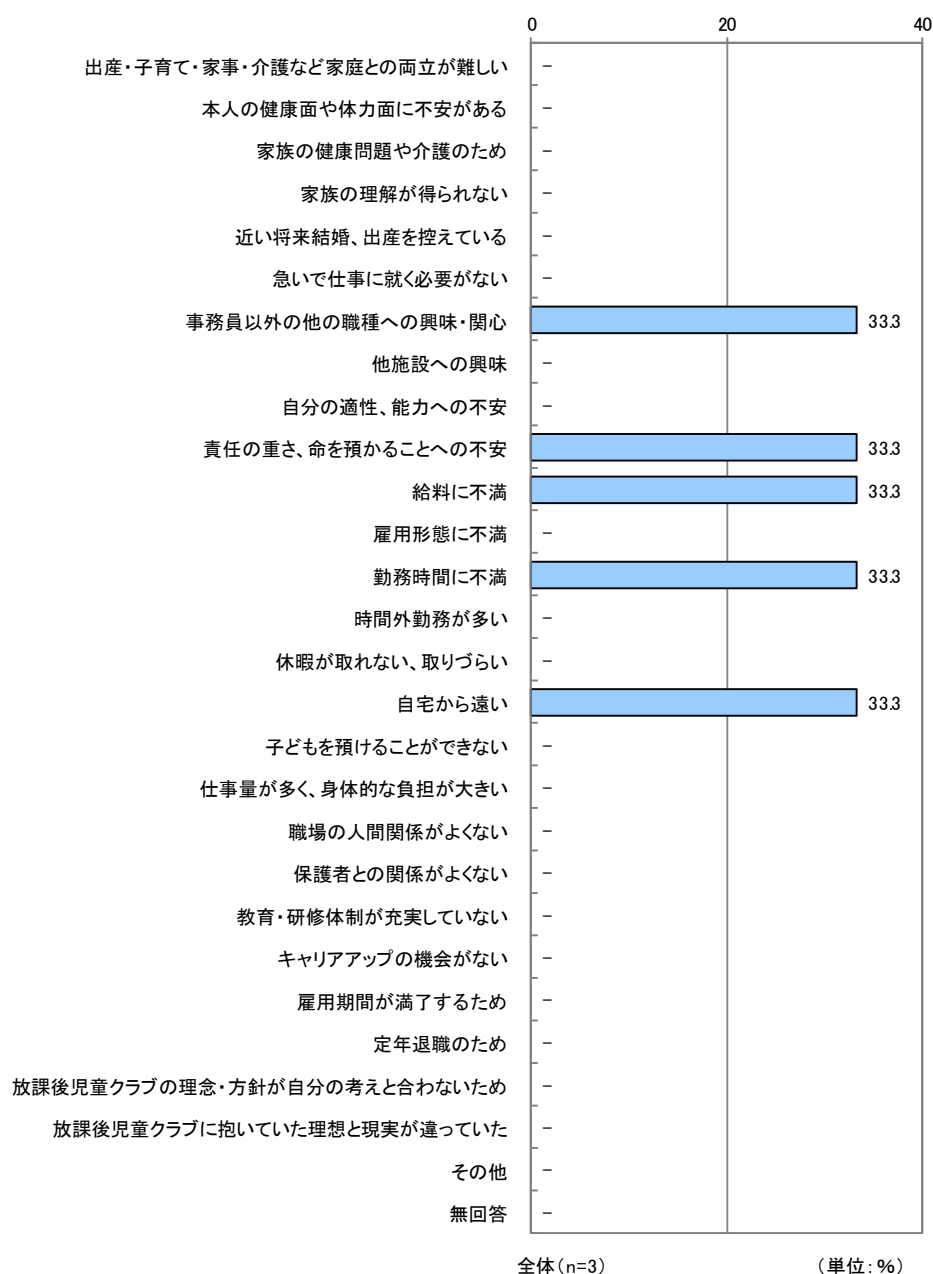 0 20 40
出産・子育て・家事・介護など家庭との両立が難しい -
本人の健康面や体力面に不安がある -
家族の健康問題や介護のため -
家族の理解が得られない -
近い将来結婚、出産を控えている -
急いで仕事に就く必要がない -
事務員以外の他の職種への興味・関心 33.3
他施設への興味 -
自分の適性、能力への不安 -
責任の重さ、命を預かることへの不安 33.3
給料に不満 33.3
雇用形態に不満 -
勤務時間に不満 33.3
時間外勤務が多い -
休暇が取れない、取りづらい -
自宅から遠い 33.3
子どもを預けることができない -
仕事量が多く、身体的な負担が大きい -
職場の人間関係がよくない -
保護者との関係がよくない -
教育・研修体制が充実していない -
キャリアアップの機会がない -
雇用期間が満了するため -
定年退職のため -
放課後児童クラブの理念・方針が自分の考えと合わないため -
放課後児童クラブに抱いていた理想と現実が違っていた -
その他 -
無回答 -
全体(n=3) (単位:%)